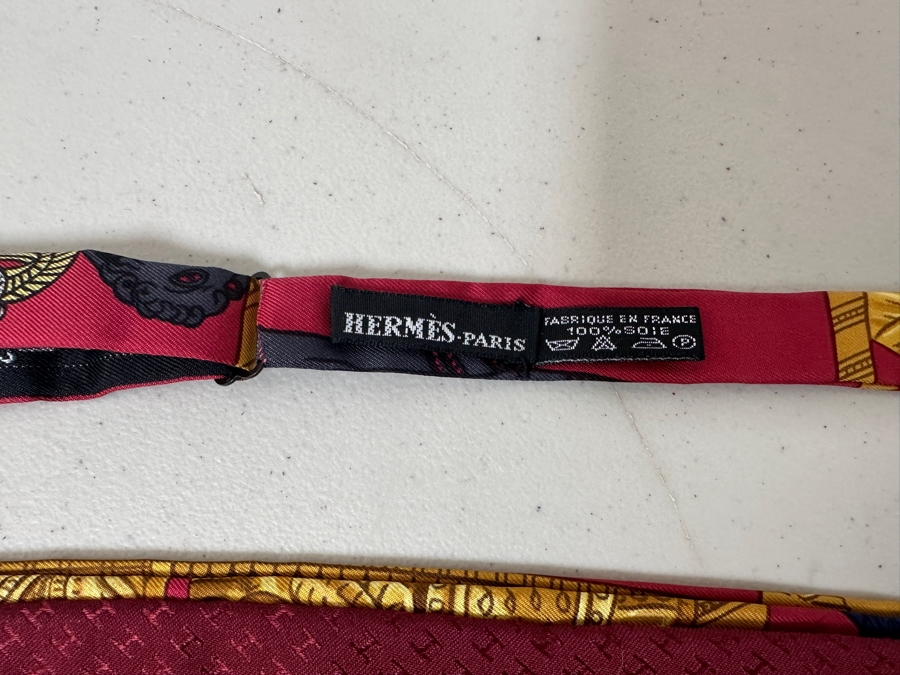 HERMÈS-PARIS
FABRIQUE EN FRANCE
100% SOIE
P